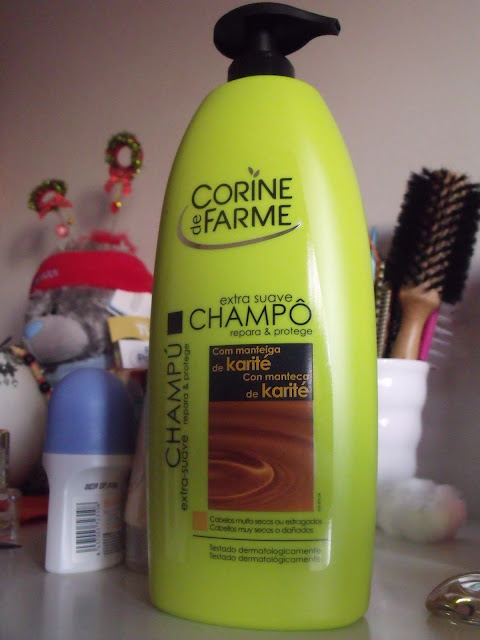 CORINE
de FARME
extra suave
CHAMPÔ
repara & protege
CHAMPÚ
extra-suave repara & protege
Com manteiga
de karité
Con manteca
de karité
Cabelos muito secos ou estragados
Cabellos muy secos o dañados
Testado dermatologicamente
Testado dermatológicamente